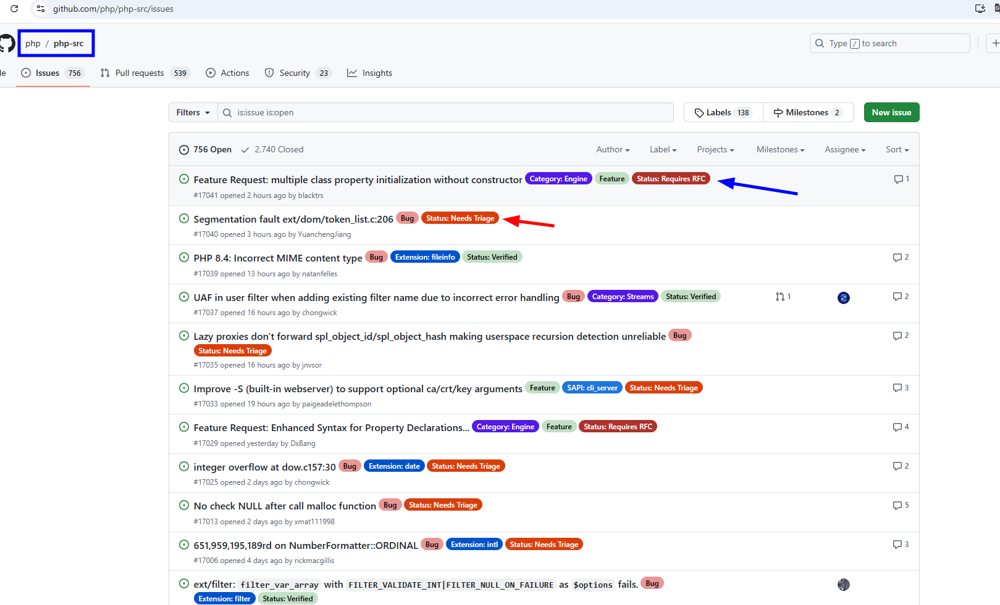 github.com/php/php-src/issues
php / php-src
Type / to search
le Issues 756 Pull requests 539 Actions Security 23 Insights
Filters is:issue is:open Labels 138 Milestones 2 New issue
756 Open 2,740 Closed Author Label Projects Milestones Assignee Sort
Feature Request: multiple class property initialization without constructor Category: Engine Feature Status: Requires RFC 1
#17041 opened 2 hours ago by blacktrs
Segmentation fault ext/dom/token_list.c:206 Bug Status: Needs Triage
#17040 opened 3 hours ago by YuanchengJiang
PHP 8.4: Incorrect MIME content type Bug Extension: fileinfo Status: Verified 2
#17039 opened 13 hours ago by natanfelles
UAF in user filter when adding existing filter name due to incorrect error handling Bug Category: Streams Status: Verified 1 2
#17037 opened 16 hours ago by chongwick
Lazy proxies don't forward spl_object_id/spl_object_hash making userspace recursion detection unreliable Bug 2
Status: Needs Triage
#17035 opened 16 hours ago by jnvsor
Improve -S (built-in webserver) to support optional ca/crt/key arguments Feature SAPI: cli_server Status: Needs Triage 3
#17033 opened 19 hours ago by paigeadelethompson
Feature Request: Enhanced Syntax for Property Declarations... Category: Engine Feature Status: Requires RFC 4
#17029 opened yesterday by DxBang
integer overflow at dow.c157:30 Bug Extension: date Status: Needs Triage 2
#17025 opened 2 days ago by chongwick
No check NULL after call malloc function Bug Status: Needs Triage 5
#17013 opened 2 days ago by xmat111998
651,959,195,189rd on NumberFormatter::ORDINAL Bug Extension: intl Status: Needs Triage 3
#17006 opened 4 days ago by rickmacgillis
ext/filter: filter_var_array with FILTER_VALIDATE_INT|FILTER_NULL_ON_FAILURE as $options fails. Bug
Extension: filter Status: Verified